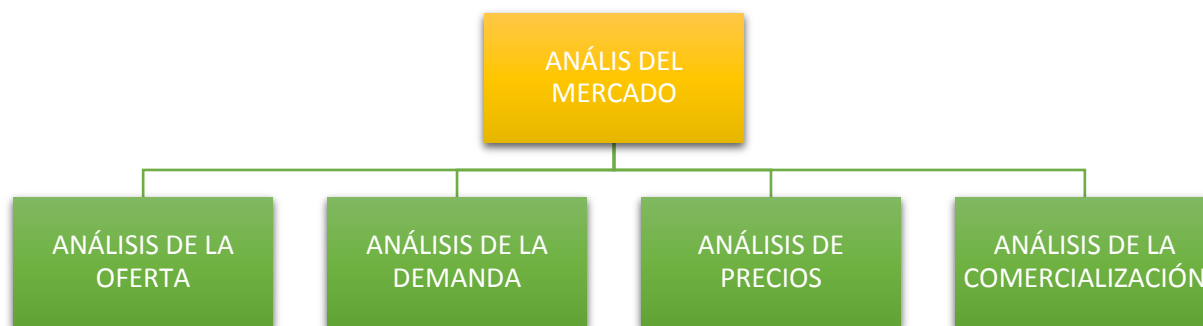 ANÁLIS DEL
MERCADO
ANÁLISIS DE LA
OFERTA
ANÁLISIS DE LA
DEMANDA
ANÁLISIS DE
PRECIOS
ANÁLISIS DE LA
COMERCIALIZACIÓN